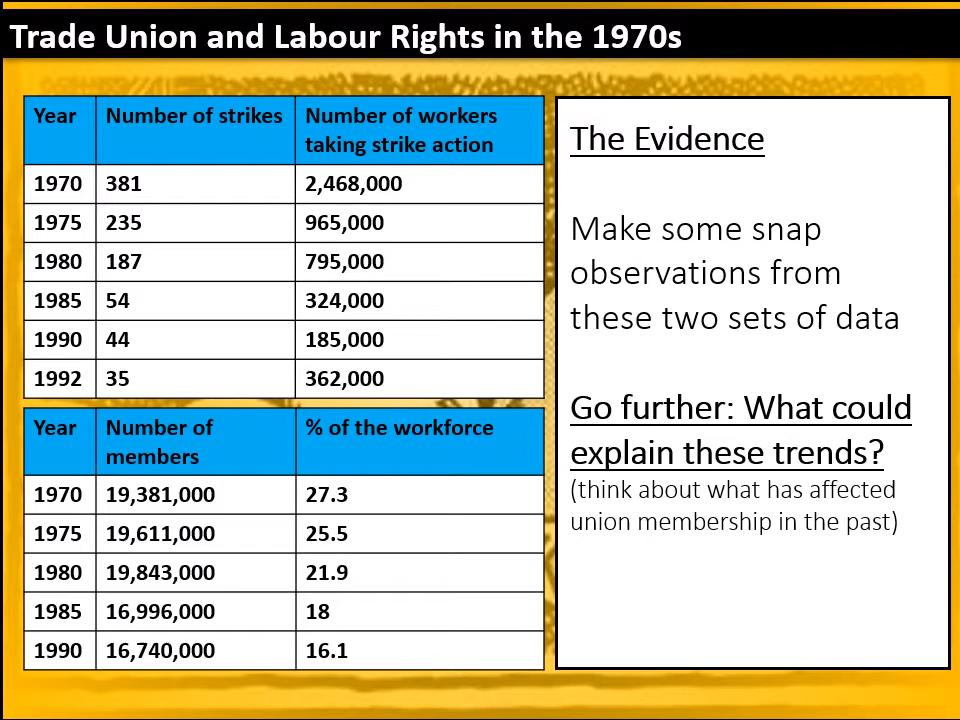 Trade Union and Labour Rights in the 1970s
Year Number of strikes Number of workers
taking strike action
1970 381 2,468,000
1975 235 965,000
1980 187 795,000
1985 54 324,000
1990 44 185,000
1992 35 362,000
Year Number of % of the workforce
members
1970 19,381,000 27.3
1975 19,611,000 25.5
1980 19,843,000 21.9
1985 16,996,000 18
1990 16,740,000 16.1
The Evidence
Make some snap
observations from
these two sets of data
Go further: What could
explain these trends?
(think about what has affected
union membership in the past)